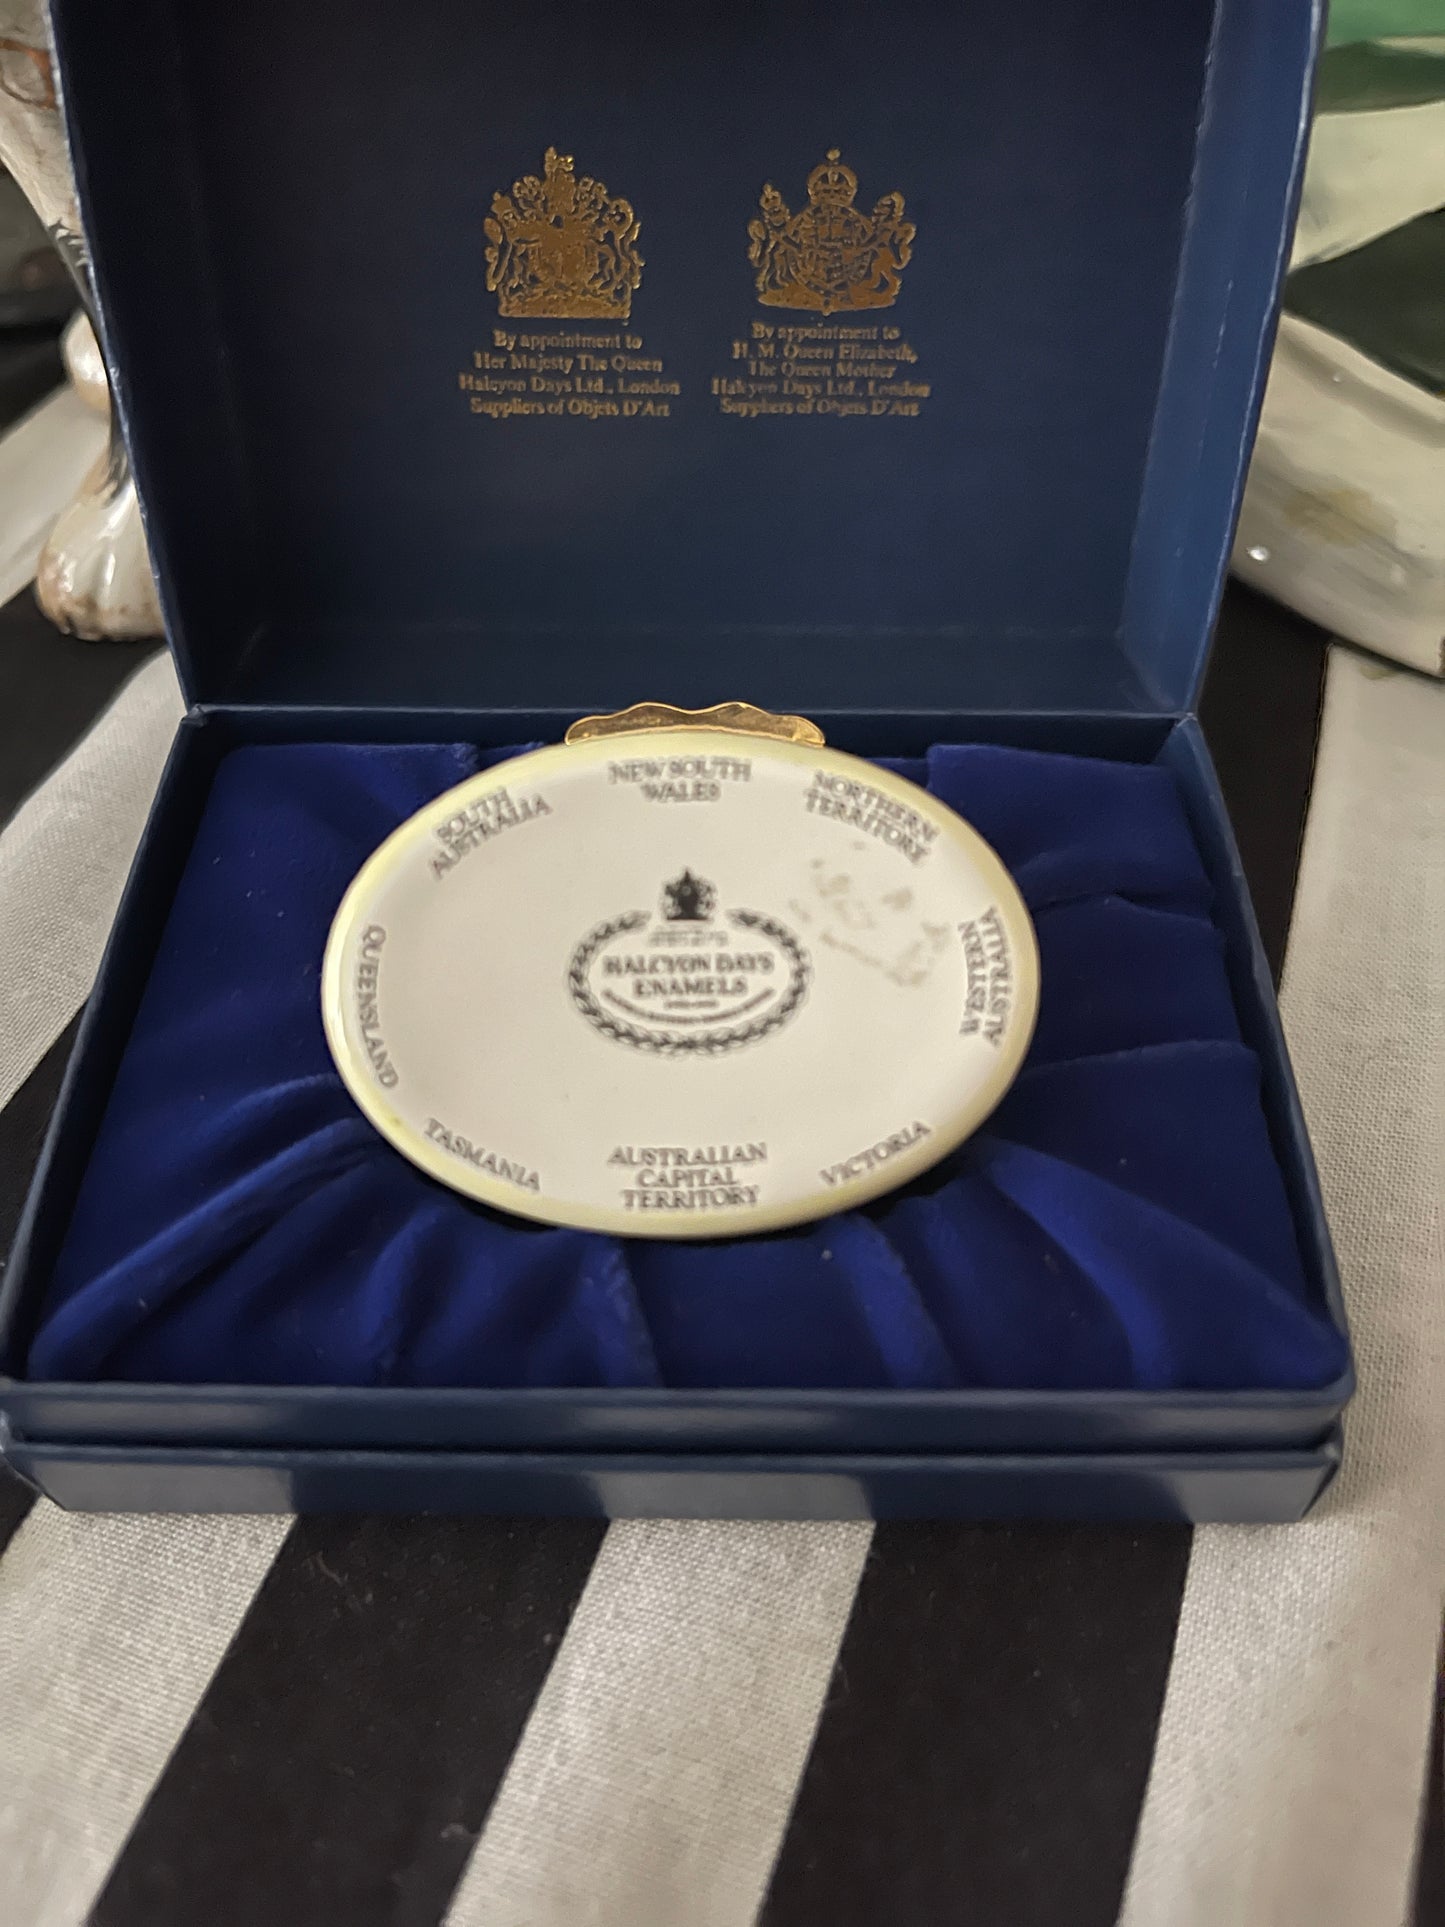 By appointment to
Her Majesty The Queen
Halcyon Days Ltd., London
Suppliers of Objets D'Art
By appointment to
H. M. Queen Elizabeth,
The Queen Mother
Halcyon Days Ltd., London
Suppliers of Objets D'Art
NEW SOUTH
WALES
NORTHERN
TERRITORY
WESTERN
AUSTRALIA
VICTORIA
AUSTRALIAN
CAPITAL
TERRITORY
TASMANIA
QUEENSLAND
SOUTH
AUSTRALIA
HALCYON DAYS
ENAMELS